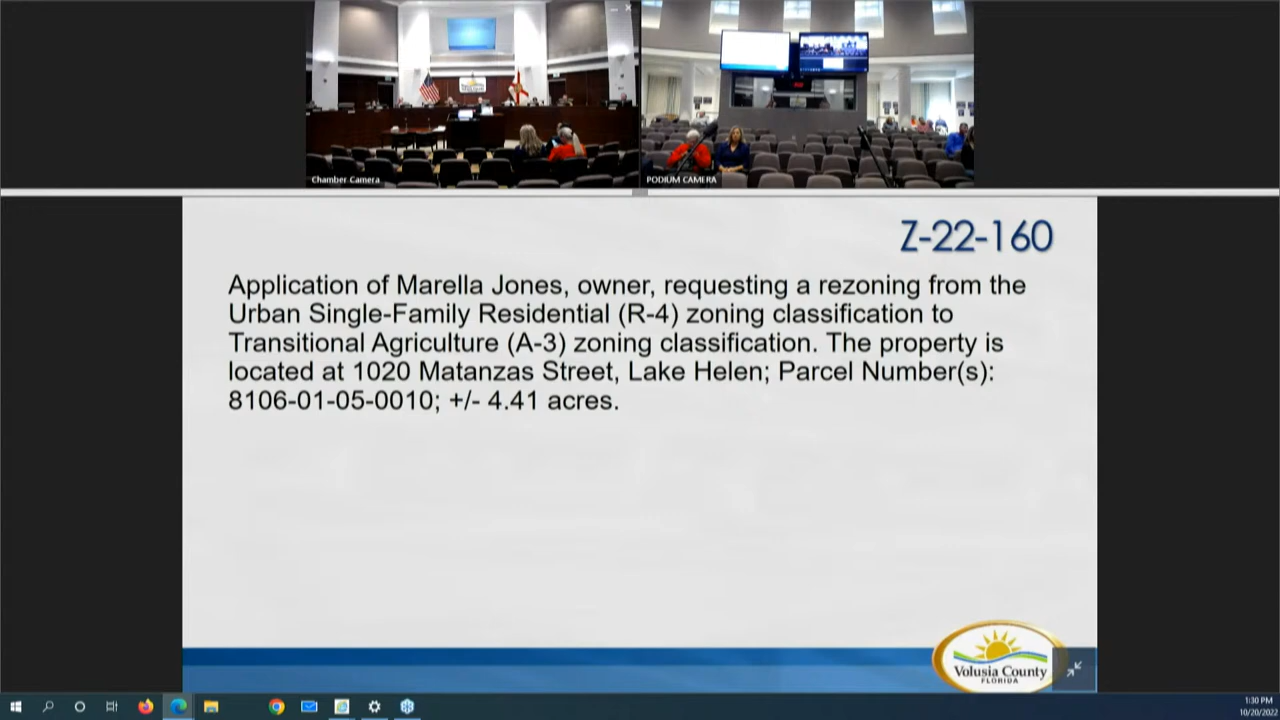 Chamber Camera
PODIUM CAMERA
Z-22-160
Application of Marella Jones, owner, requesting a rezoning from the
Urban Single-Family Residential (R-4) zoning classification to
Transitional Agriculture (A-3) zoning classification. The property is
located at 1020 Matanzas Street, Lake Helen; Parcel Number(s):
8106-01-05-0010; +/- 4.41 acres.
Volusia County
FLORIDA
1:30 PM
10/20/2022